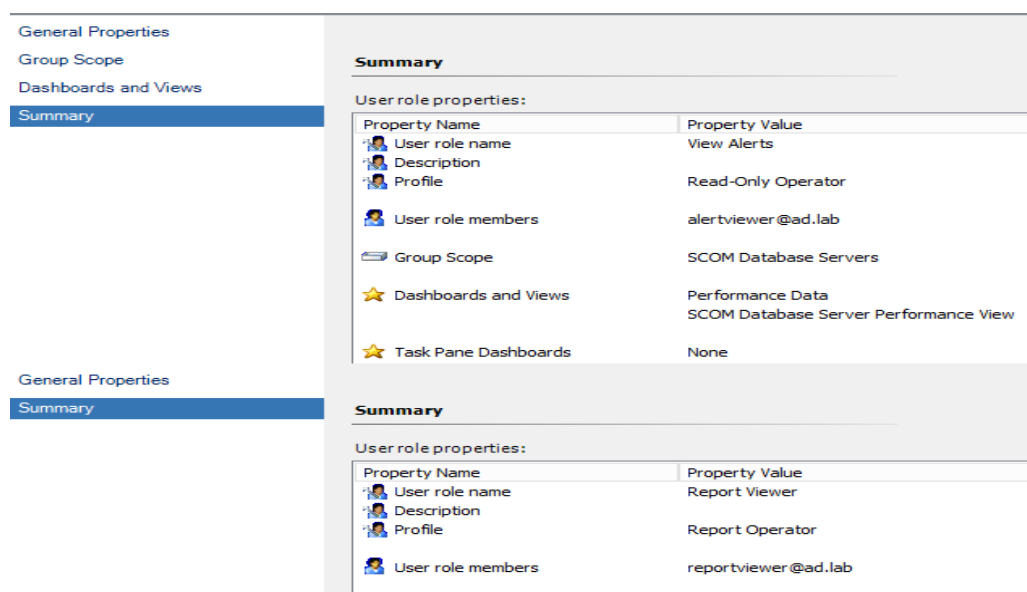 General Properties
Group Scope
Dashboards and Views
Summary
Summary
User role properties:
Property Name Property Value
User role name View Alerts
Description
Profile Read-Only Operator
User role members alertviewer@ad.lab
Group Scope SCOM Database Servers
Dashboards and Views Performance Data
SCOM Database Server Performance View
Task Pane Dashboards None
General Properties
Summary
Summary
User role properties:
Property Name Property Value
User role name Report Viewer
Description
Profile Report Operator
User role members reportviewer@ad.lab